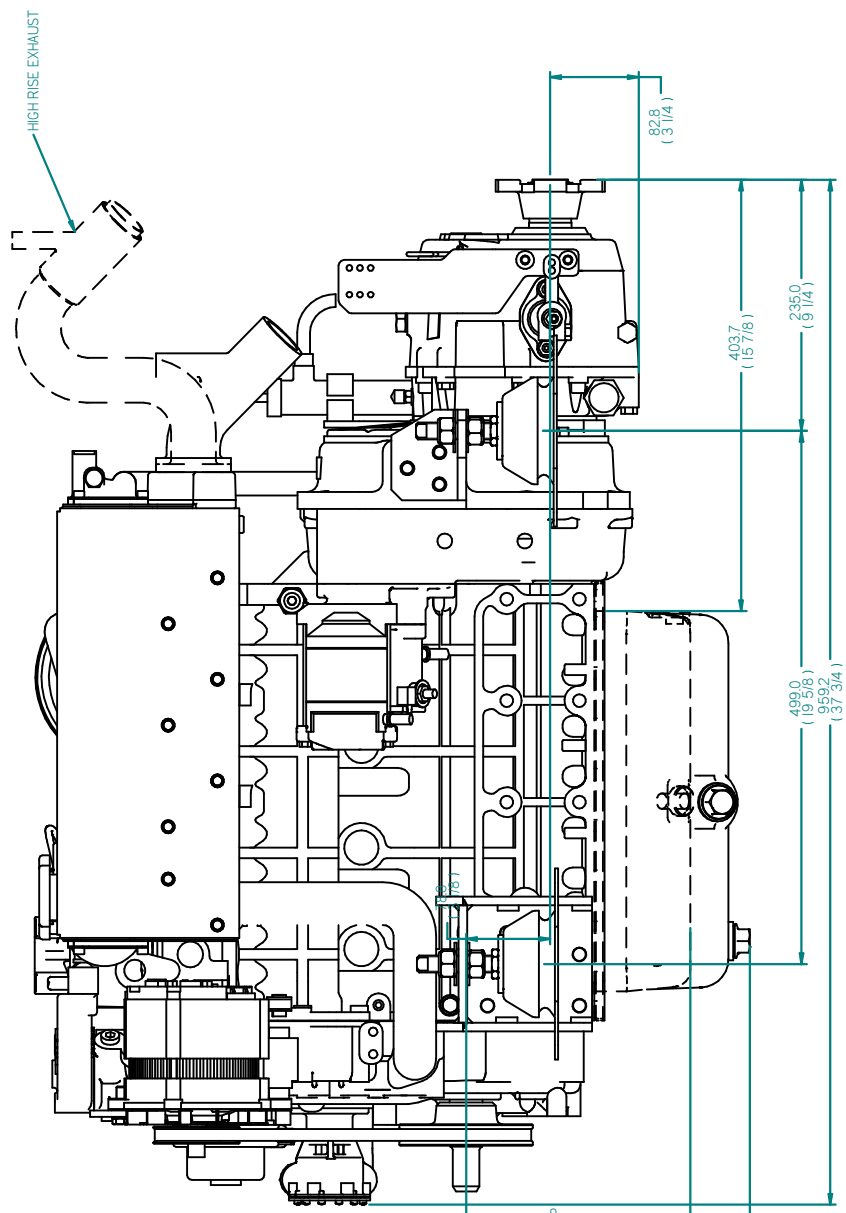 HIGH RISE EXHAUST
82.8
( 3 1/4 )
235.0
( 9 1/4 )
403.7
( 15 7/8 )
499.0
( 19 5/8 )
959.2
( 37 3/4 )